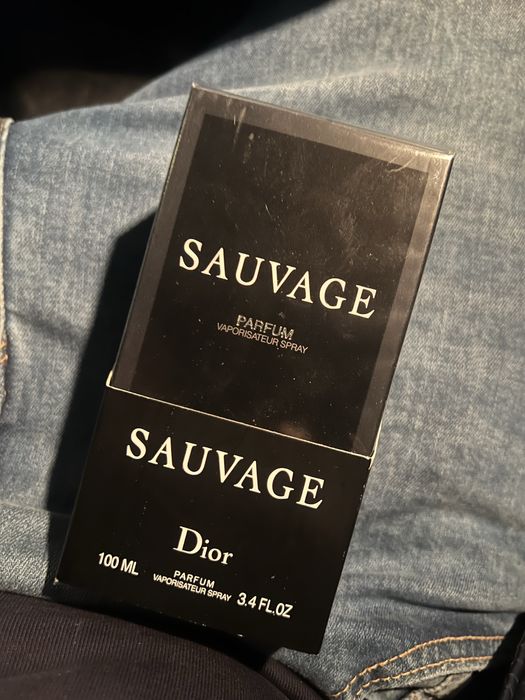 SAUVAGE
PARFUM
VAPORISATEUR SPRAY
SAUVAGE
Dior
100 ML
PARFUM
VAPORISATEUR SPRAY
3.4 FL.OZ